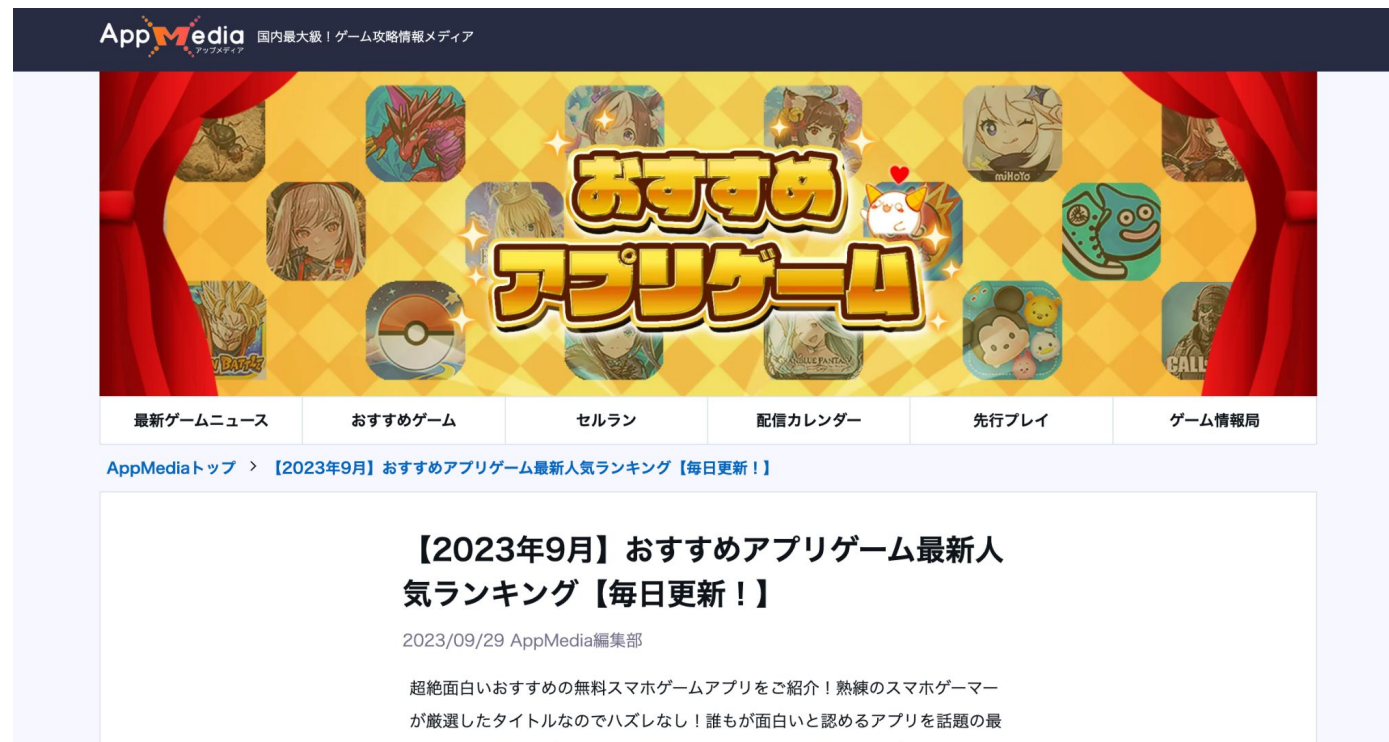 AppMedia
アップメディア
国内最大級！ゲーム攻略情報メディア
おすすめ
アプリゲーム
miHoYo
BATTLE
GRANBLUE FANTASY
CALL
最新ゲームニュース
おすすめゲーム
セルラン
配信カレンダー
先行プレイ
ゲーム情報局
AppMediaトップ > 【2023年9月】おすすめアプリゲーム最新人気ランキング【毎日更新！】
【2023年9月】おすすめアプリゲーム最新人
気ランキング【毎日更新！】
2023/09/29 AppMedia編集部
超絶面白いおすすめの無料スマホゲームアプリをご紹介！熟練のスマホゲーマー
が厳選したタイトルなのでハズレなし！誰もが面白いと認めるアプリを話題の最